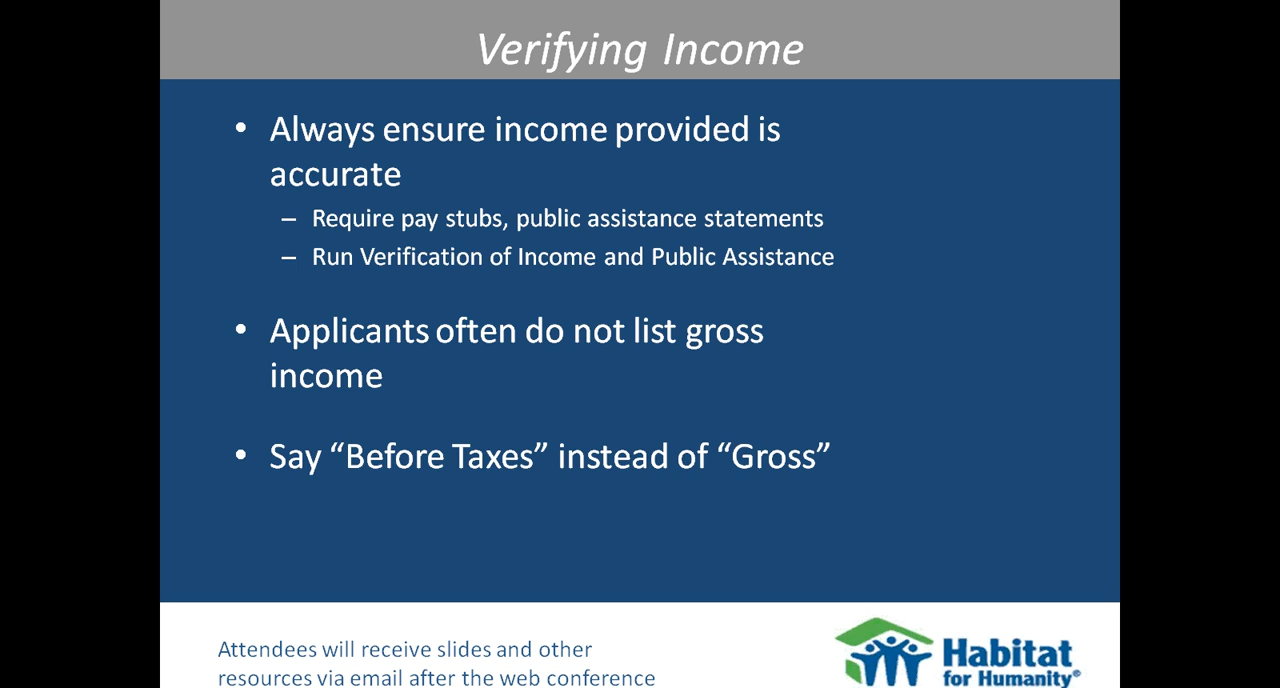 Verifying Income
• Always ensure income provided is
accurate
– Require pay stubs, public assistance statements
– Run Verification of Income and Public Assistance
• Applicants often do not list gross
income
• Say “Before Taxes” instead of “Gross”
Attendees will receive slides and other
resources via email after the web conference
Habitat
for Humanity®